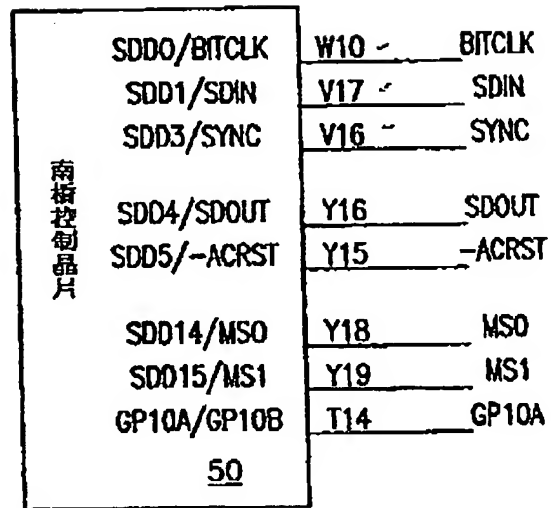 SDD0/BITCLK W10 BITCLK
SDD1/SDIN V17 SDIN
SDD3/SYNC V16 SYNC
南橋控制晶片
SDD4/SDOUT Y16 SDOUT
SDD5/-ACRST Y15 -ACRST
SDD14/MS0 Y18 MS0
SDD15/MS1 Y19 MS1
GP10A/GP10B T14 GP10A
50